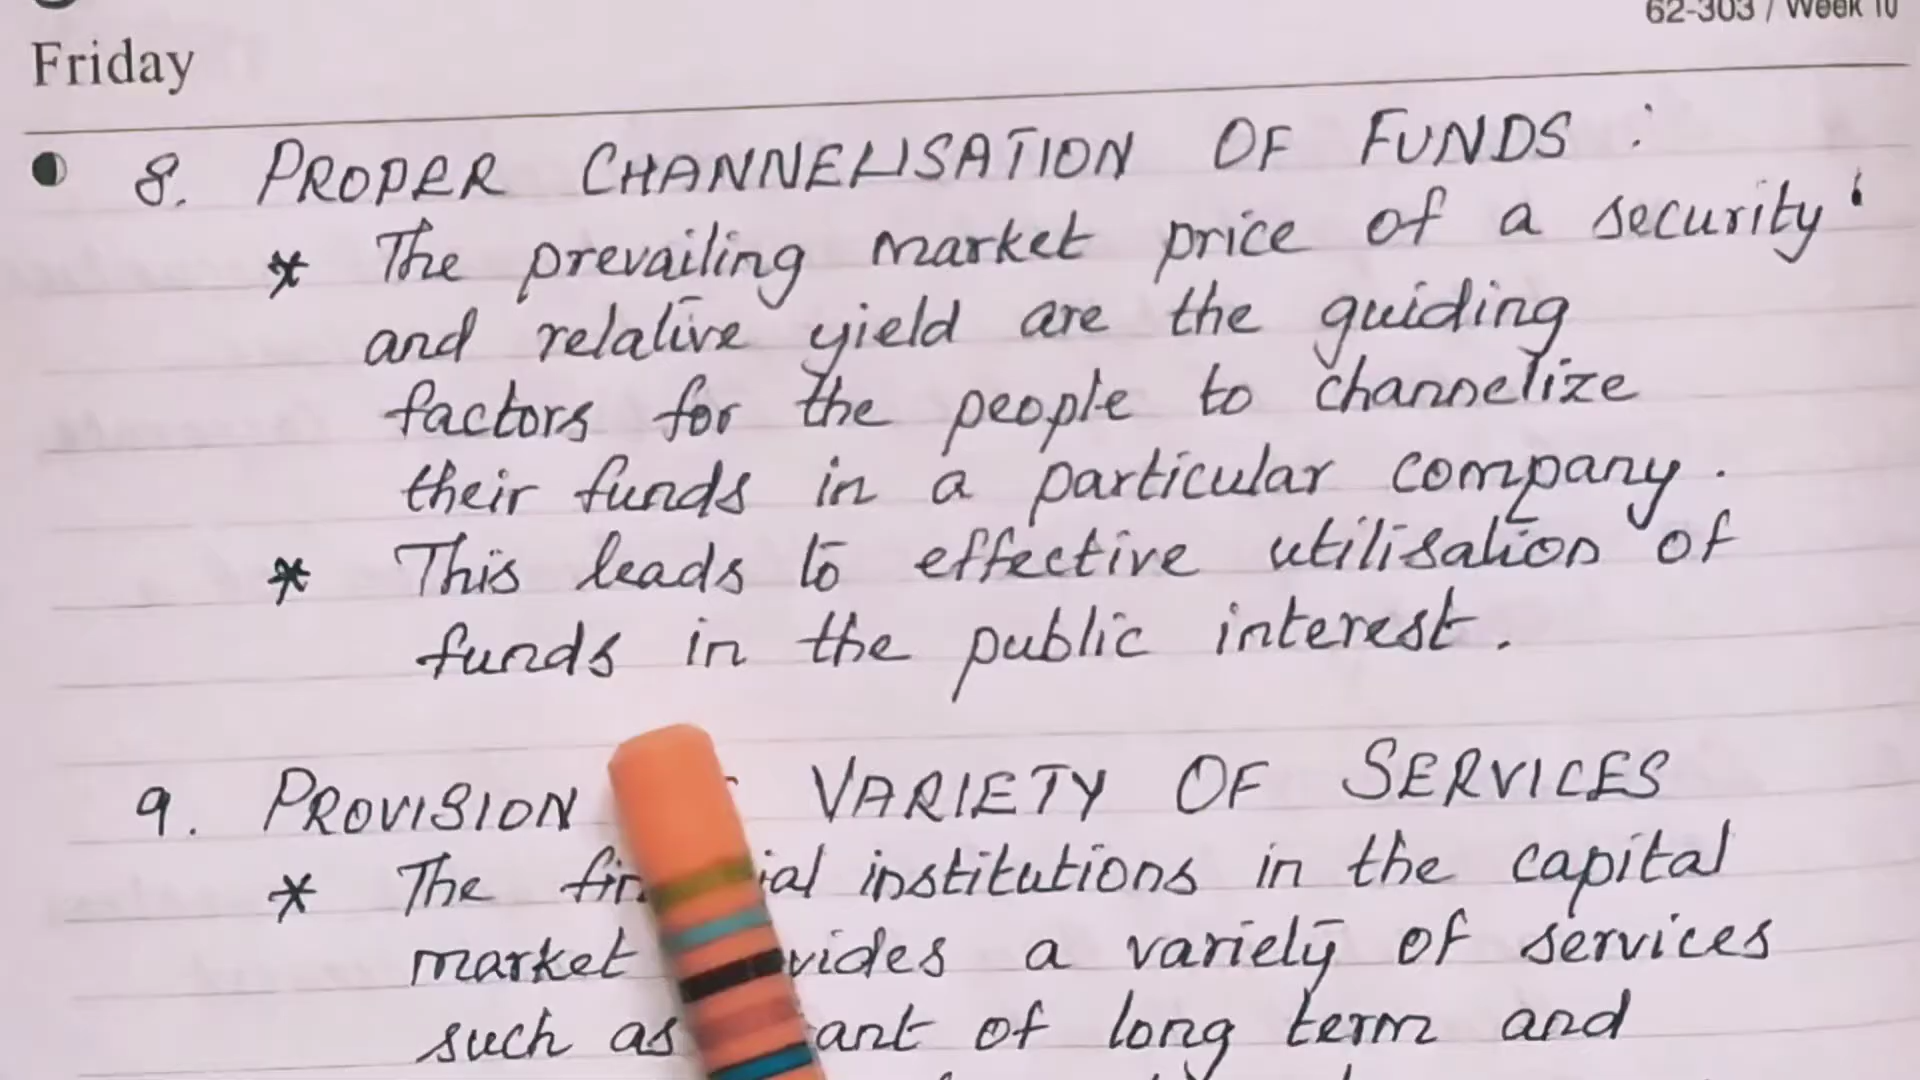 62-303 / Week 10
Friday
8. PROPER CHANNELISATION OF FUNDS :
* The prevailing market price of a security
and relative yield are the guiding
factors for the people to channelize
their funds in a particular company.
* This leads to effective utilisation of
funds in the public interest.
9. PROVISION VARIETY OF SERVICES
* The institutions in the capital
market a variety of services
such as of long term and